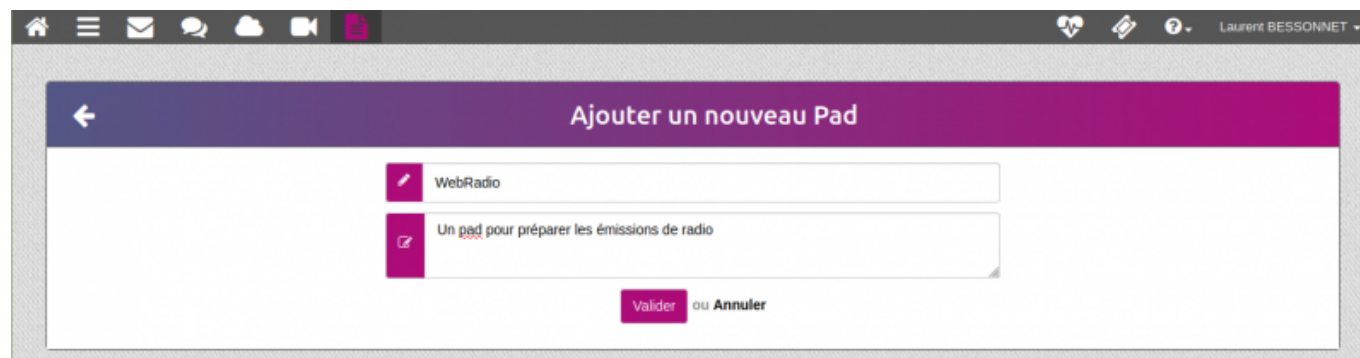 Laurent BESSONNET
Ajouter un nouveau Pad
WebRadio
Un pad pour préparer les émissions de radio
Valider ou Annuler